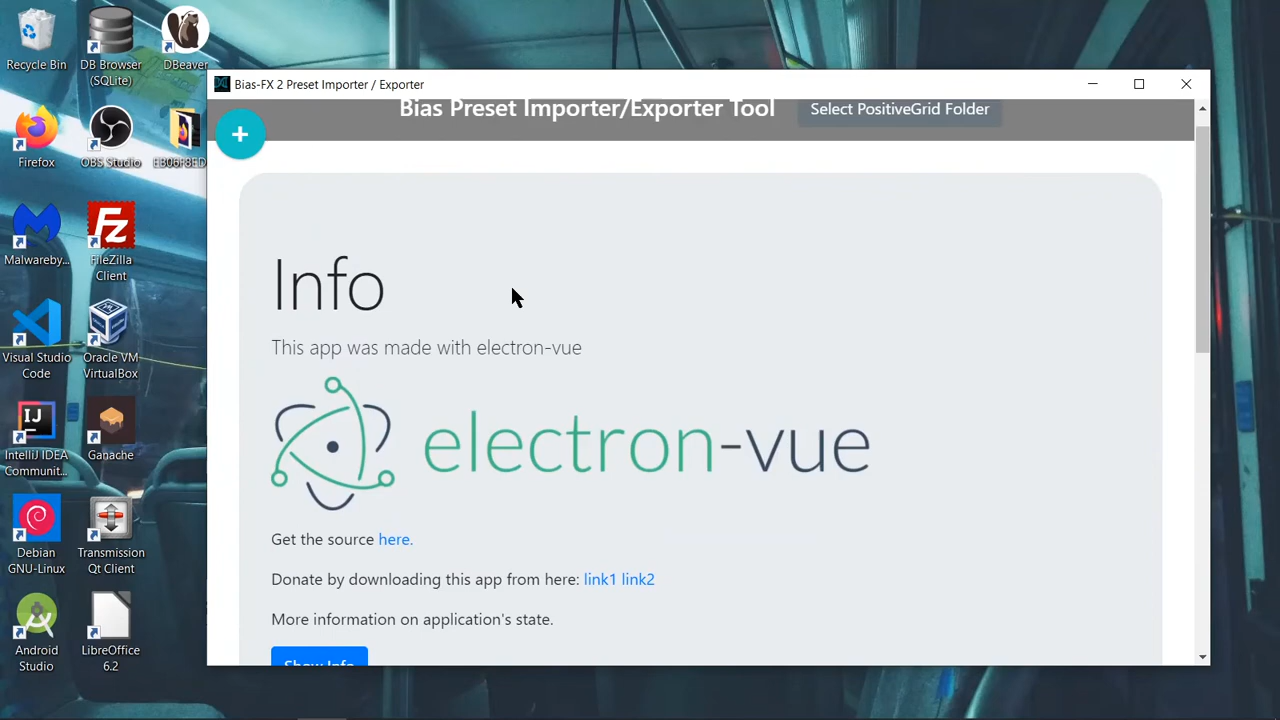 Recycle Bin
DB Browser
(SQLite)
DBeaver
Firefox
OBS Studio
E306F8ED
Malwareby...
FileZilla
Client
Visual Studio
Code
Oracle VM
VirtualBox
IntelliJ IDEA
Communit...
Ganache
Debian
GNU-Linux
Transmission
Qt Client
Android
Studio
LibreOffice
6.2
Bias-FX 2 Preset Importer / Exporter
Bias Preset Importer/Exporter Tool
Select PositiveGrid Folder
+
Info
This app was made with electron-vue
electron-vue
Get the source here.
Donate by downloading this app from here: link1 link2
More information on application's state.
Show Info